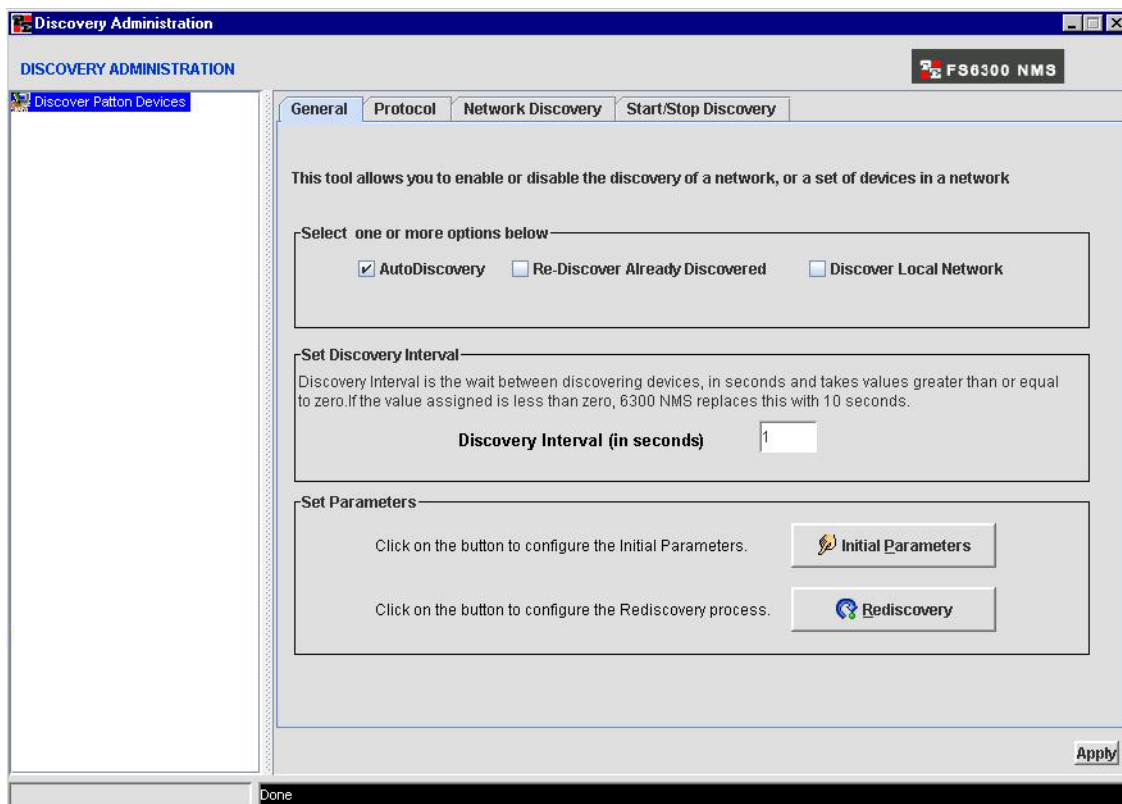 Discovery Administration
DISCOVERY ADMINISTRATION
FS6300 NMS
Discover Patton Devices
General Protocol Network Discovery Start/Stop Discovery
This tool allows you to enable or disable the discovery of a network, or a set of devices in a network
Select one or more options below
AutoDiscovery Re-Discover Already Discovered Discover Local Network
Set Discovery Interval
Discovery Interval is the wait between discovering devices, in seconds and takes values greater than or equal
to zero.If the value assigned is less than zero, 6300 NMS replaces this with 10 seconds.
Discovery Interval (in seconds) 1
Set Parameters
Click on the button to configure the Initial Parameters. Initial Parameters
Click on the button to configure the Rediscovery process. Rediscovery
Apply
Done